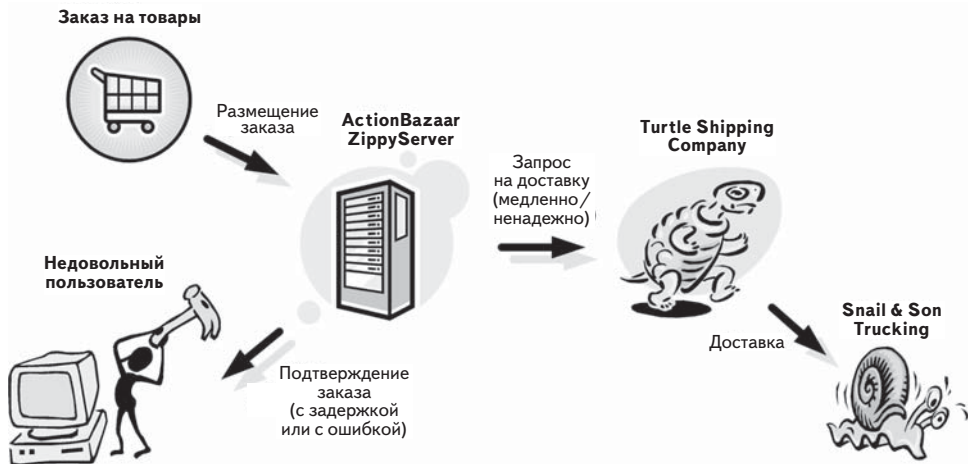 Заказ на товары
Размещение
заказа
ActionBazaar
ZippyServer
Запрос
на доставку
(медленно/
ненадежно)
Turtle Shipping
Company
Недовольный
пользователь
Подтверждение
заказа
(с задержкой
или с ошибкой)
Доставка
Snail & Son
Trucking